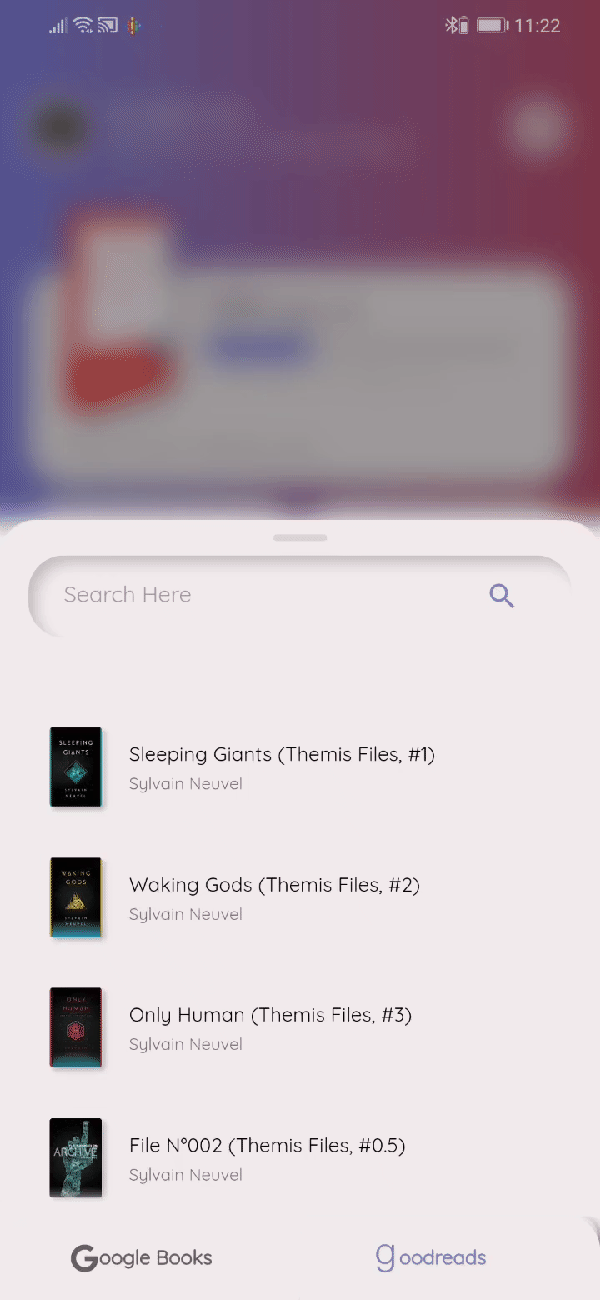 11:22
Search Here
SLEEPING
GIANTS
SYLVAIN
NEUVEL
Sleeping Giants (Themis Files, #1)
Sylvain Neuvel
WAKING
GODS
SYLVAIN
NEUVEL
Waking Gods (Themis Files, #2)
Sylvain Neuvel
ONLY
HUMAN
Only Human (Themis Files, #3)
Sylvain Neuvel
File N°002 (Themis Files, #0.5)
Sylvain Neuvel
Google Books
goodreads